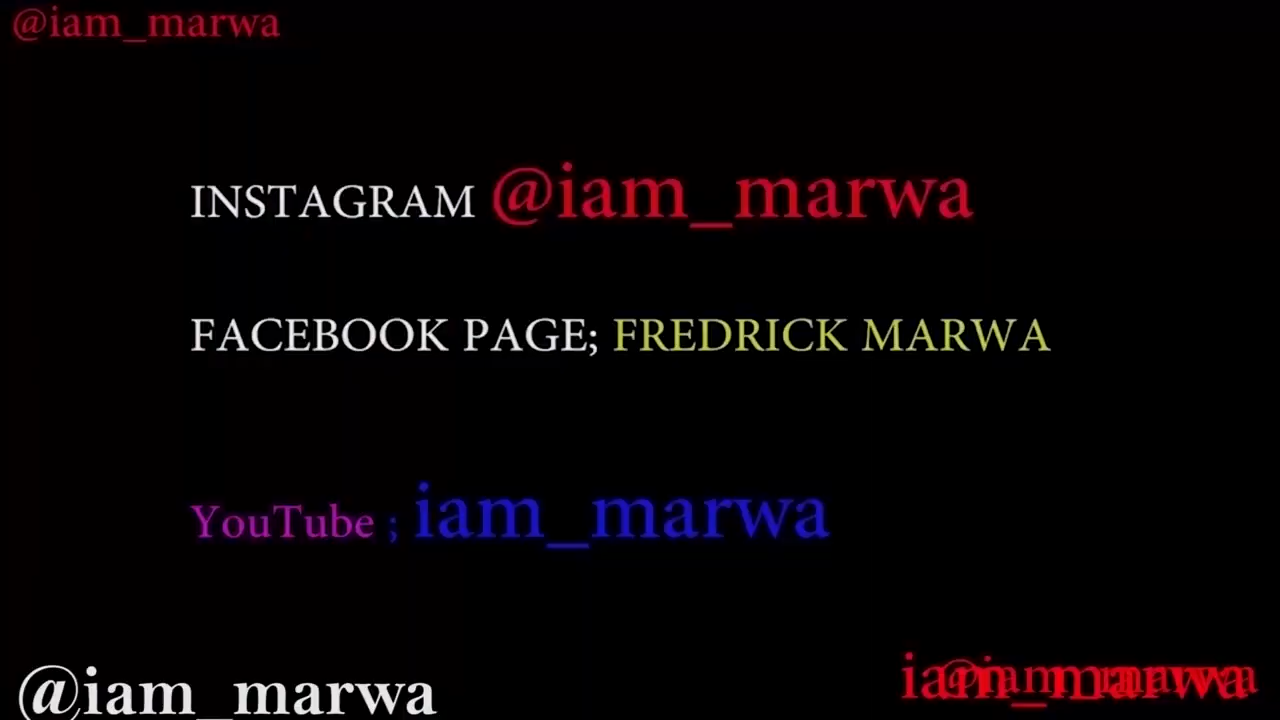 @iam_marwa
INSTAGRAM @iam_marwa
FACEBOOK PAGE; FREDRICK MARWA
YouTube ; iam_marwa
@iam_marwa